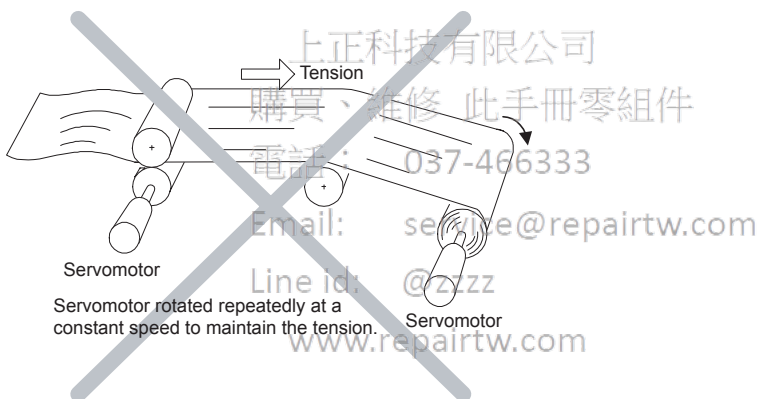 上正科技有限公司
Tension
購買、維修 此手冊零組件
電話： 037-466333
Email: service@repairtw.com
Servomotor
Line id: @zzzz
Servomotor rotated repeatedly at a
constant speed to maintain the tension.
Servomotor
www.repairtw.com